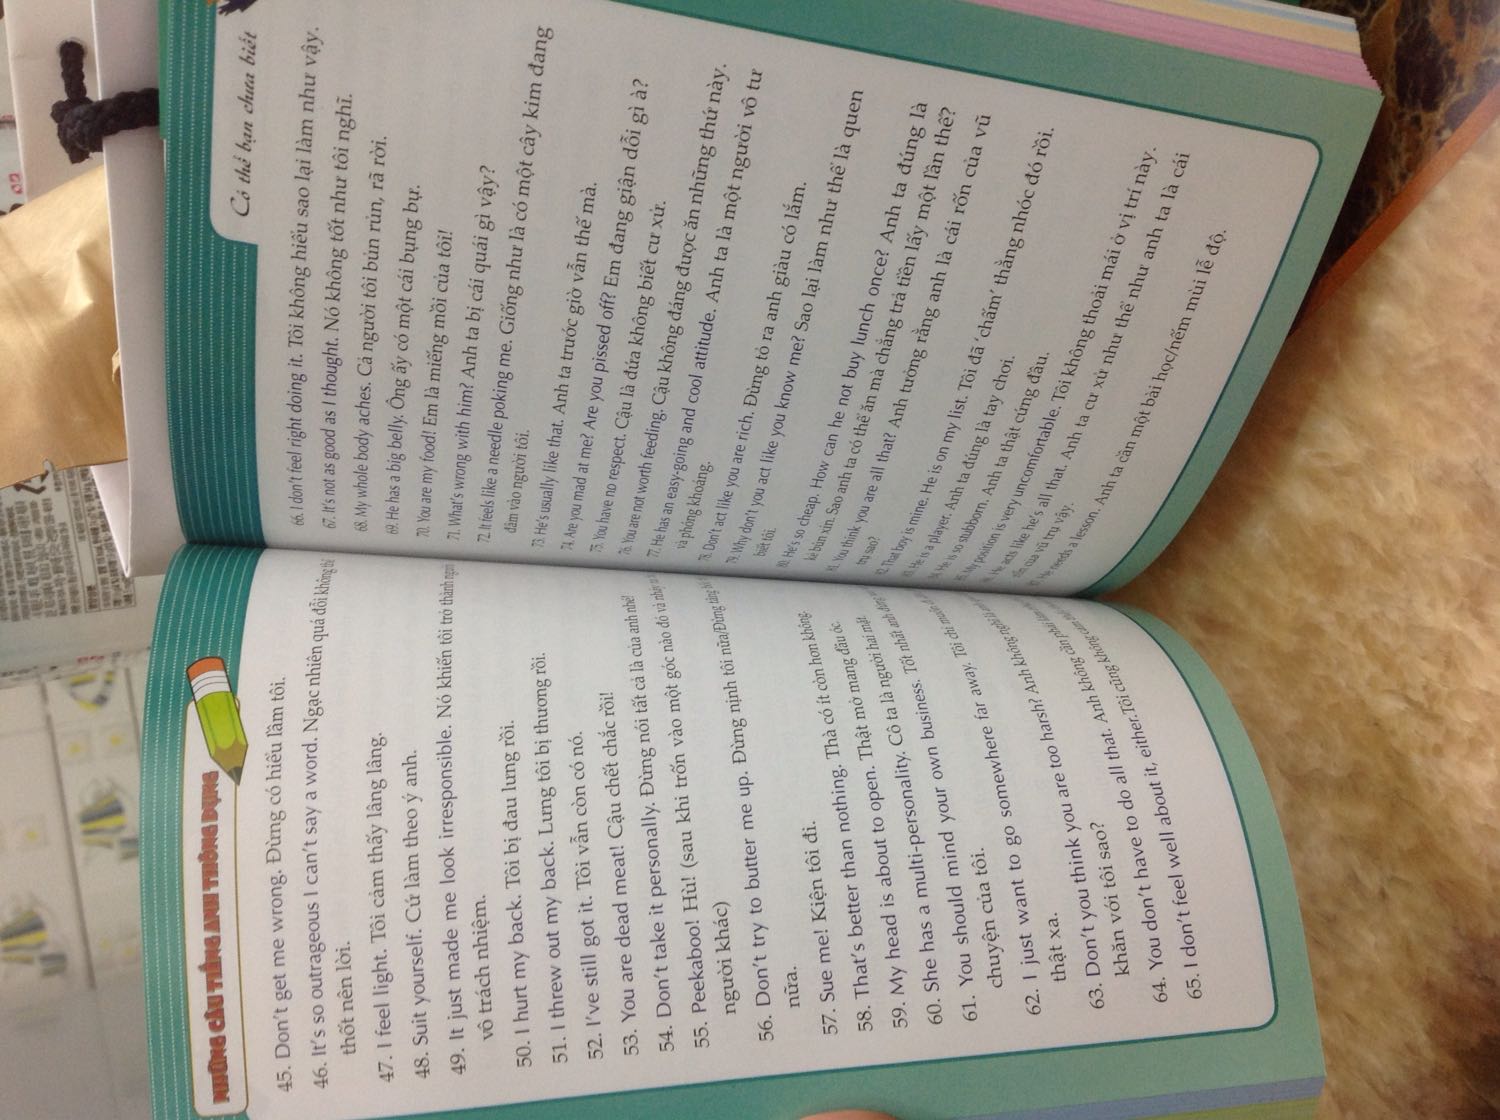 NHỮNG CÂU TIẾNG ANH THÔNG DỤNG
45. Don't get me wrong. Đừng có hiểu lầm tôi.
46. It's so outrageous I can't say a word. Ngạc nhiên quá đỗi không thể
thốt nên lời.
47. I feel light. Tôi cảm thấy lâng lâng.
48. Suit yourself. Cứ làm theo ý anh.
49. It just made me look irresponsible. Nó khiến tôi trở thành người
vô trách nhiệm.
50. I hurt my back. Tôi bị đau lưng rồi.
51. I threw out my back. Lưng tôi bị thương rồi.
52. I've still got it. Tôi vẫn còn có nó.
53. You are dead meat! Cậu chết chắc rồi!
54. Don't take it personally. Đừng nói tất cả là của anh nhé!
55. Peekaboo! Hù! (sau khi trốn vào một góc nào đó và nhảy ra
người khác)
56. Don't try to butter me up. Đừng nịnh tôi nữa/Đừng tâng bốc
nữa.
57. Sue me! Kiện tôi đi.
58. That's better than nothing. Thà có ít còn hơn không.
59. My head is about to open. Thật mở mang đầu óc.
60. She has a multi-personality. Cô ta là người hai mặt.
61. You should mind your own business. Tốt nhất anh đừng
chuyện của tôi.
62. I just want to go somewhere far away. Tôi chỉ muốn đi
thật xa.
63. Don't you think you are too harsh? Anh không nghĩ là anh
khăn với tôi sao?
64. You don't have to do all that. Anh không cần phải làm
65. I don't feel well about it, either.Tôi cũng không cảm thấy
Có thể bạn chưa biết
66. I don't feel right doing it. Tôi không hiểu sao lại làm như vậy.
67. It's not as good as I thought. Nó không tốt như tôi nghĩ.
68. My whole body aches. Cả người tôi bủn rủn, rã rời.
69. He has a big belly. Ông ấy có một cái bụng bự.
70. You are my food! Em là miếng mồi của tôi!
71. What's wrong with him? Anh ta bị cái quái gì vậy?
72. It feels like a needle poking me. Giống như là có một cây kim đang
đâm vào người tôi.
73. He's usually like that. Anh ta trước giờ vẫn thế mà.
74. Are you mad at me? Are you pissed off? Em đang giận dỗi gì à?
75. You have no respect. Cậu là đứa không biết cư xử.
76. You are not worth feeding. Cậu không đáng được ăn những thứ này.
77. He has an easy-going and cool attitude. Anh ta là một người vô tư
và phóng khoáng.
78. Don't act like you are rich. Đừng tỏ ra anh giàu có lắm.
79. Why don't you act like you know me? Sao lại làm như thể là quen
biết tôi.
80. He's so cheap. How can he not buy lunch once? Anh ta đúng là
kẻ bủn xỉn. Sao anh ta có thể ăn mà chẳng trả tiền lấy một lần thế?
81. You think you are all that? Anh tưởng rằng anh là cái rốn của vũ
trụ sao?
82. That boy is mine. He is on my list. Tôi đã 'chấm' thằng nhóc đó rồi.
83. He is a player. Anh ta đúng là tay chơi.
84. He is so stubborn. Anh ta thật cứng đầu.
85. My position is very uncomfortable. Tôi không thoải mái ở vị trí này.
86. He acts like he's all that. Anh ta cư xử như thể như anh ta là cái
rốn của vũ trụ vậy.
87. He needs a lesson. Anh ta cần một bài học/nếm mùi lễ độ.